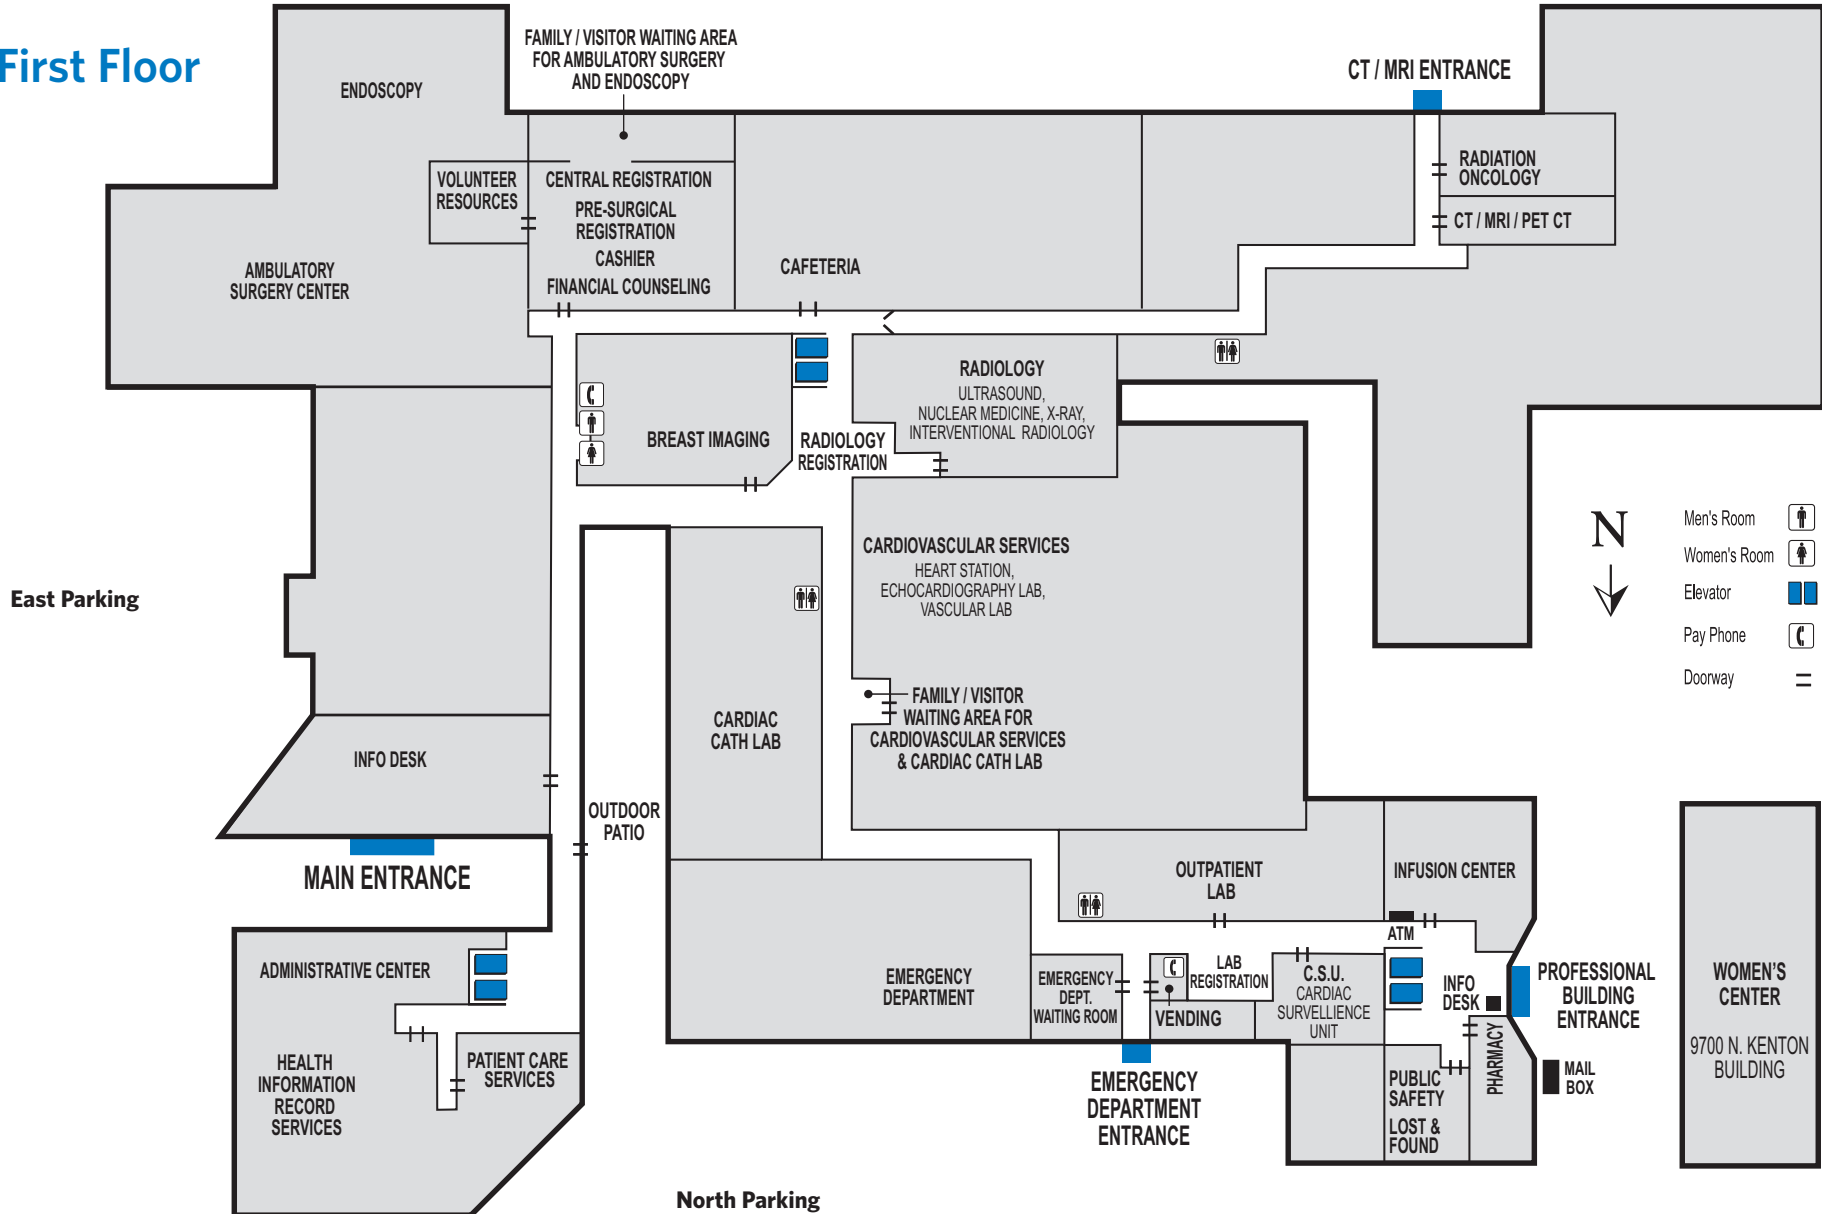 First Floor
FAMILY / VISITOR WAITING AREA
FOR AMBULATORY SURGERY
AND ENDOSCOPY
CT / MRI ENTRANCE
ENDOSCOPY
VOLUNTEER
RESOURCES
CENTRAL REGISTRATION
PRE-SURGICAL
REGISTRATION
CASHIER
FINANCIAL COUNSELING
RADIATION
ONCOLOGY
CT / MRI / PET CT
AMBULATORY
SURGERY CENTER
CAFETERIA
RADIOLOGY
ULTRASOUND,
NUCLEAR MEDICINE, X-RAY,
INTERVENTIONAL RADIOLOGY
BREAST IMAGING
RADIOLOGY
REGISTRATION
N
Men's Room
Women's Room
Elevator
Pay Phone
Doorway
East Parking
CARDIOVASCULAR SERVICES
HEART STATION,
ECHOCARDIOGRAPHY LAB,
VASCULAR LAB
FAMILY / VISITOR
WAITING AREA FOR
CARDIOVASCULAR SERVICES
& CARDIAC CATH LAB
CARDIAC
CATH LAB
INFO DESK
OUTDOOR
PATIO
MAIN ENTRANCE
OUTPATIENT
LAB
INFUSION CENTER
ATM
ADMINISTRATIVE CENTER
EMERGENCY
DEPARTMENT
EMERGENCY
DEPT.
WAITING ROOM
LAB
REGISTRATION
VENDING
C.S.U.
CARDIAC
SURVELLIENCE
UNIT
INFO
DESK
PROFESSIONAL
BUILDING
ENTRANCE
WOMEN'S
CENTER
9700 N. KENTON
BUILDING
HEALTH
INFORMATION
RECORD
SERVICES
PATIENT CARE
SERVICES
EMERGENCY
DEPARTMENT
ENTRANCE
PUBLIC
SAFETY
LOST &
FOUND
PHARMACY
MAIL
BOX
North Parking